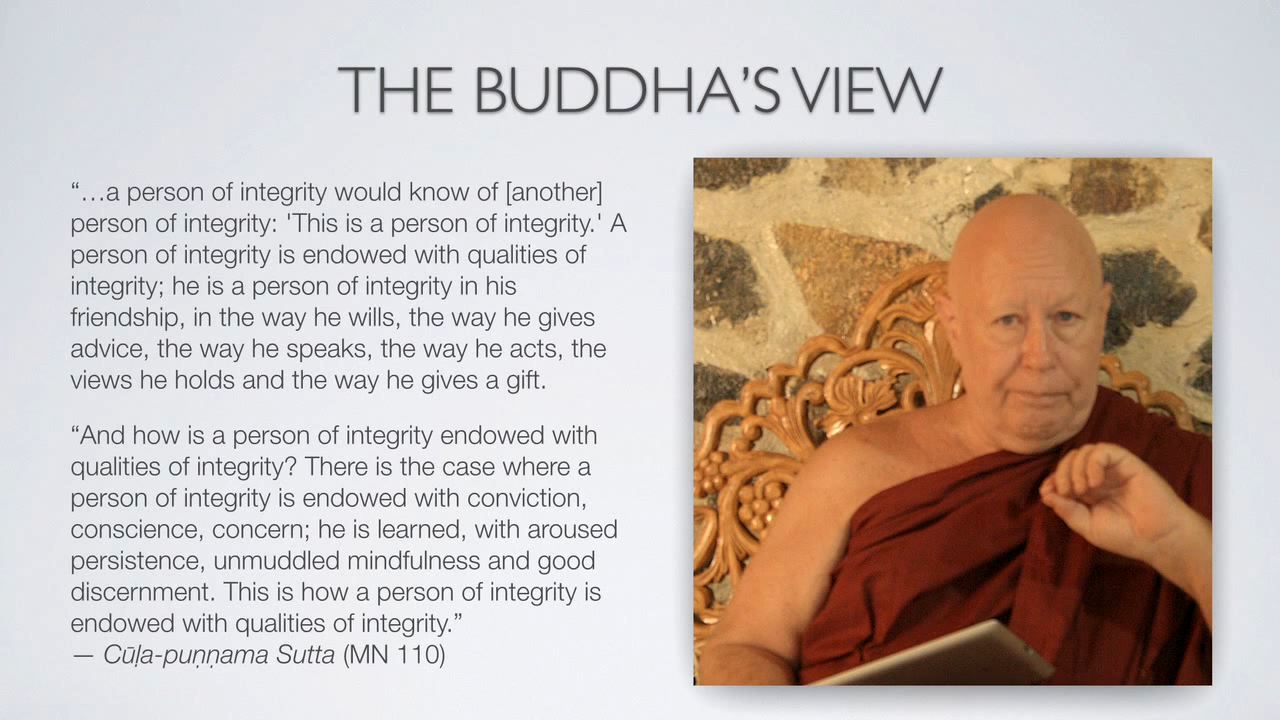 THE BUDDHA’S VIEW
“…a person of integrity would know of [another]
person of integrity: 'This is a person of integrity.' A
person of integrity is endowed with qualities of
integrity; he is a person of integrity in his
friendship, in the way he wills, the way he gives
advice, the way he speaks, the way he acts, the
views he holds and the way he gives a gift.
“And how is a person of integrity endowed with
qualities of integrity? There is the case where a
person of integrity is endowed with conviction,
conscience, concern; he is learned, with aroused
persistence, unmuddled mindfulness and good
discernment. This is how a person of integrity is
endowed with qualities of integrity.”
— Cūḷa-puṇṇama Sutta (MN 110)